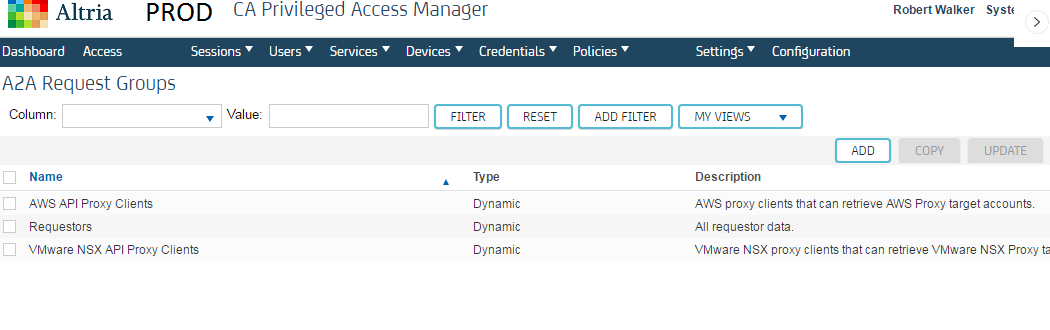 Altria PROD CA Privileged Access Manager Robert Walker
Dashboard Access Sessions Users Services Devices Credentials Policies Settings Configuration
A2A Request Groups
Column: Value: FILTER RESET ADD FILTER MY VIEWS
ADD COPY UPDATE
Name Type Description
AWS API Proxy Clients Dynamic AWS proxy clients that can retrieve AWS Proxy target accounts.
Requestors Dynamic All requestor data.
VMware NSX API Proxy Clients Dynamic VMware NSX proxy clients that can retrieve VMware NSX Proxy